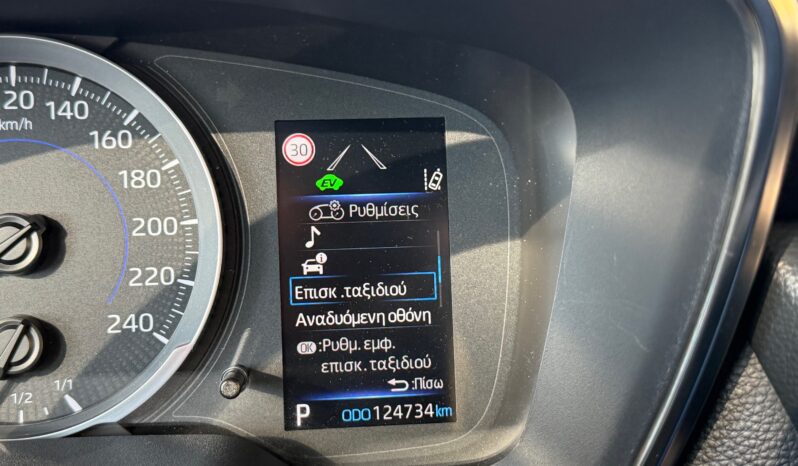 120
140
km/h
160
180
200
220
240
1/2
1/1
30
EV
Ρυθμίσεις
Επισκ .ταξιδιού
Αναδυόμενη οθόνη
OK :Ρυθμ. εμφ.
επισκ. ταξιδιού
:Πίσω
P ODO 124734 km